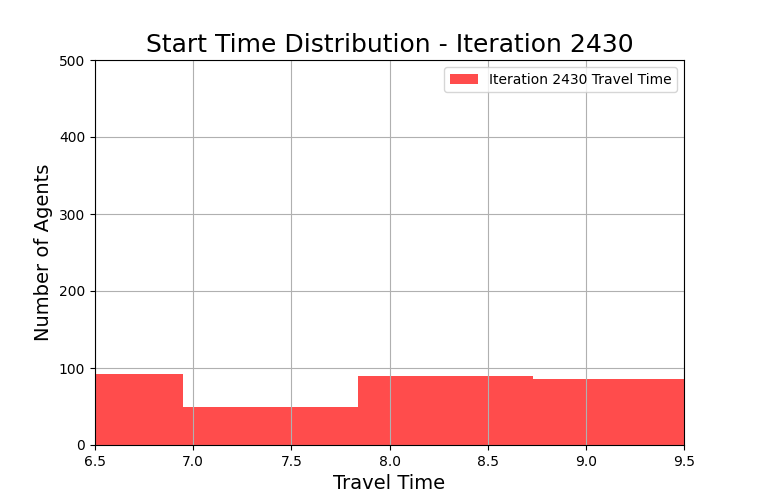 Start Time Distribution - Iteration 2430
500
Iteration 2430 Travel Time
400
300
200
100
0
Number of Agents
6.5 7.0 7.5 8.0 8.5 9.0 9.5
Travel Time